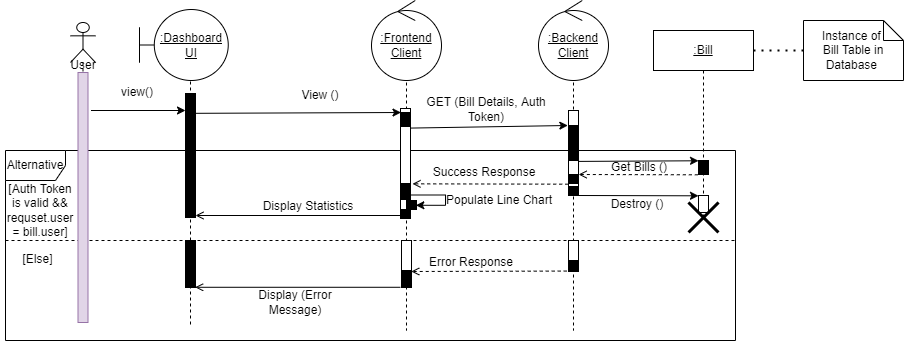 :Dashboard
UI
:Frontend
Client
:Backend
Client
:Bill
Instance of
Bill Table in
Database
User
view()
View ()
GET (Bill Details, Auth
Token)
Alternative
[Auth Token
is valid &&
requset.user
= bill.user]
Success Response
Get Bills ()
Populate Line Chart
Display Statistics
Destroy ()
[Else]
Error Response
Display (Error
Message)